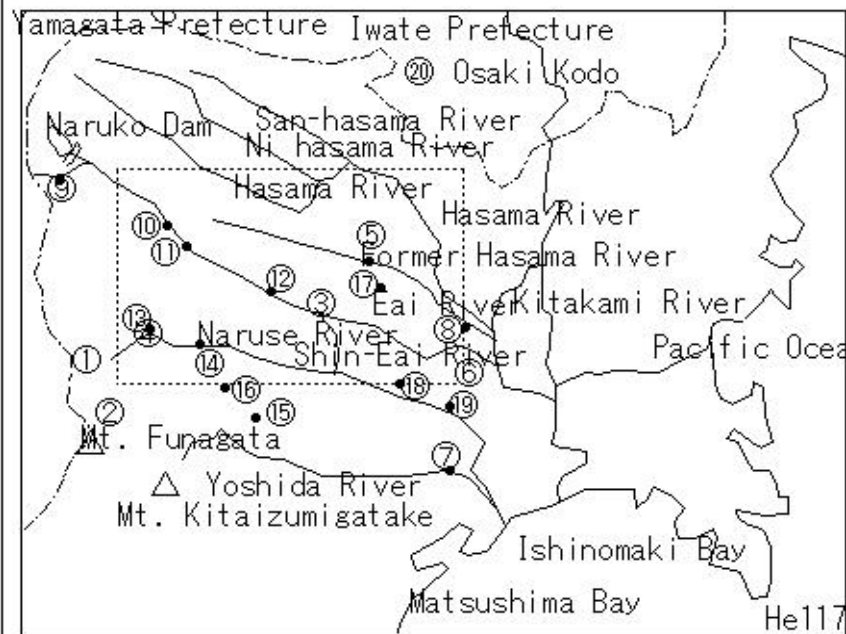 Yamagata Prefecture
Iwate Prefecture
⑳ Osaki Kodo
Naruko Dam
San-hasama River
Ni hasama River
⑨
Hasama River
⑩
⑪
⑤
Hasama River
Former Hasama River
⑫
⑰
③
Eai River
Kitakami River
⑬
⑧
Naruse River
Shin-Eai River
Pacific Ocea
①
⑭
⑥
⑯
⑱
②
⑮
⑲
Mt. Funagata
⑦
Yoshida River
Mt. Kitaizumigatake
Ishinomaki Bay
Matsushima Bay
He117